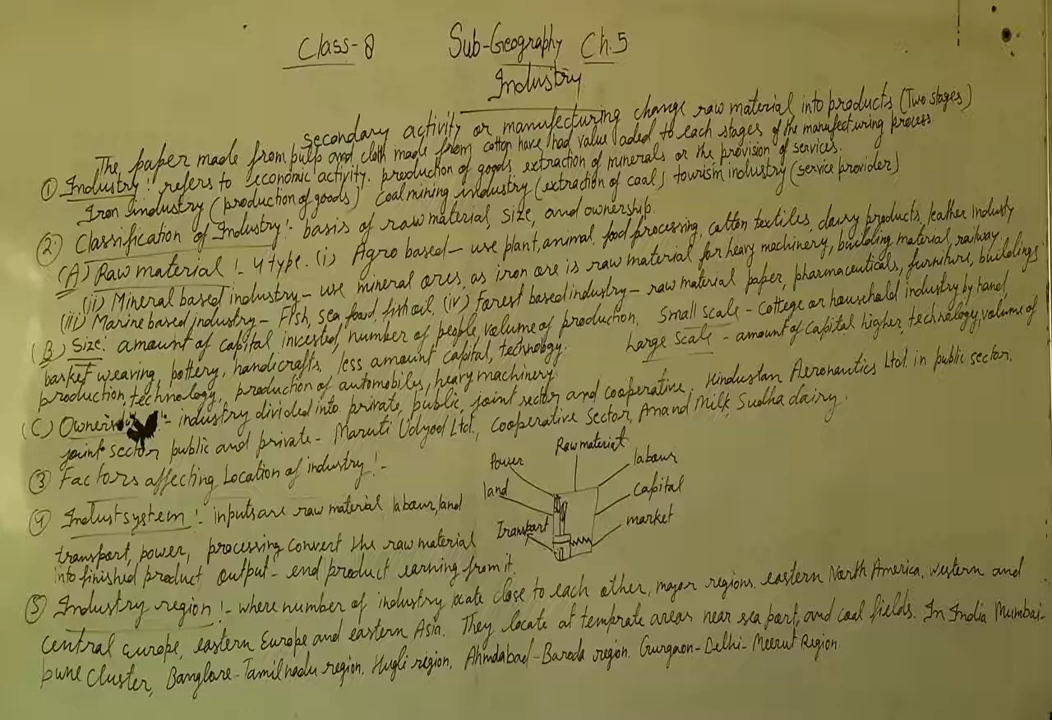 Class-8 Sub-Geography Ch.5
Industry
Secondary activity or manufacturing change raw material into products (Two stages)
The paper made from pulp and cloth made from cotton have had value added to each stages of the manufacturing process.
① Industry:- refers to economic activity, production of goods, extraction of minerals or the provision of services.
Iron industry (production of goods) Coal mining industry (extraction of coal) tourism industry (service provider)
② Classification of Industry:- basis of raw material, size, and ownership.
(A) Raw material:- 4 type. (i) Agro based - use plant, animal, food processing, cotton textiles, dairy products, leather industy
(ii) Mineral based industry - use mineral ores, as iron ore is raw material for heavy machinery, building material, railway
(iii) Marine based industry - Fish, sea food, fish oil, (iv) Forest based industry - raw material paper, pharmaceuticals, furniture, buildings
(B) Size: amount of capital invested, number of people, volume of production, Small scale - Cottege or household industry by hand
basket weaving, pottery, handicrafts, less amount capital, technology. Large Scale - amount of capital higher, technology, volume of
production, technology, production of automobiles, heavy machinery
(C) :- industry divided into private, public, joint sector and cooperative, Hindustan Aeronautics Ltd. in public sector,
joint sector public and private - Maruti Udyog Ltd, Cooperative Sector, Anand Milk Sudha dairy.
③ Factors affecting Location of industry:-
Power
Raw material
labour
land
Capital
Transport
market
④ Indust system:- inputs are raw material labour, land
transport, power, processing convert the raw material
into finished product output - end product earning from it.
⑤ Industry region:- where number of industry locate close to each other, major regions, eastern North America, western and
central europe, eastern Europe and eastern Asia. They locate at temprate areas near sea port, and coal fields. In India Mumbai-
pune cluster, Banglore-Tamilnadu region, Hugli region, Ahmdabad-Baroda region. Gurgaon-Delhi-Meerut Region.